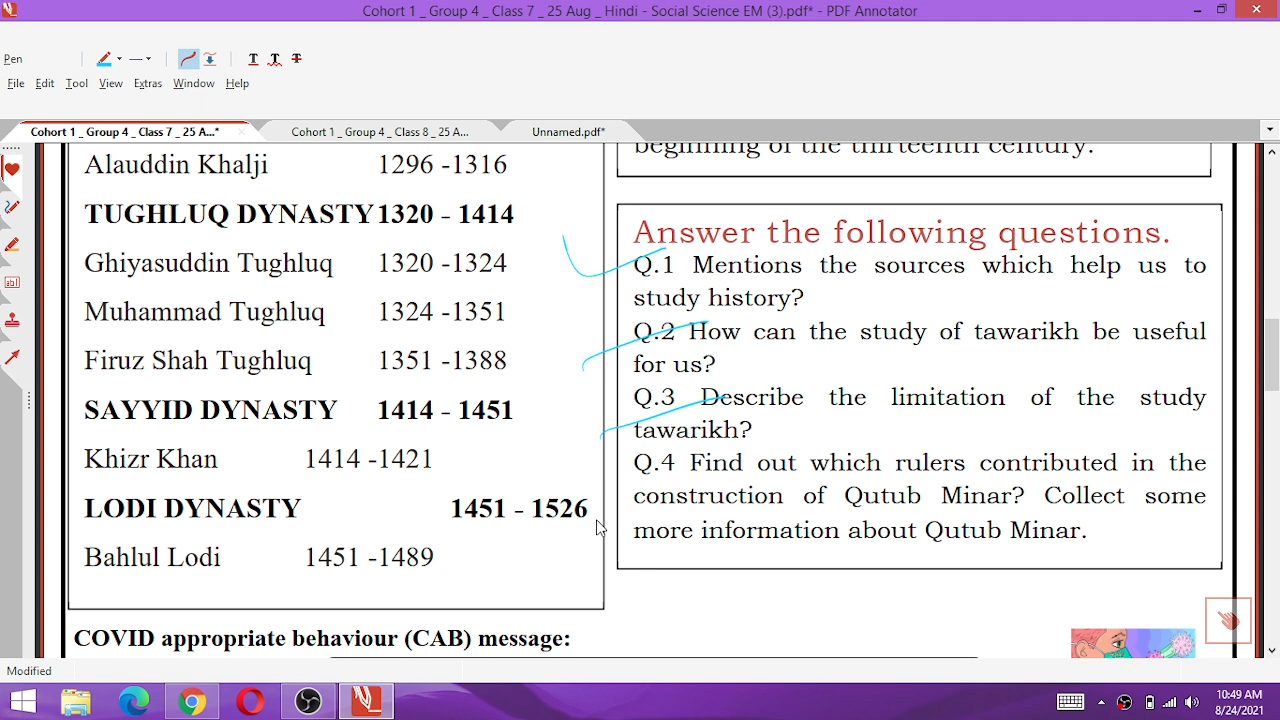 Cohort 1 _ Group 4 _ Class 7 _ 25 Aug _ Hindi - Social Science EM (3).pdf* - PDF Annotator
Pen
T T T
File Edit Tool View Extras Window Help
Cohort 1 _ Group 4 _ Class 7 _ 25 A...* Cohort 1 _ Group 4 _ Class 8 _ 25 A... Unnamed.pdf*
Alauddin Khalji 1296 -1316
TUGHLUQ DYNASTY 1320 - 1414
Ghiyasuddin Tughluq 1320 -1324
Muhammad Tughluq 1324 -1351
Firuz Shah Tughluq 1351 -1388
SAYYID DYNASTY 1414 - 1451
Khizr Khan 1414 -1421
LODI DYNASTY 1451 - 1526
Bahlul Lodi 1451 -1489
beginning of the thirteenth century.
Answer the following questions.
Q.1 Mentions the sources which help us to
study history?
Q.2 How can the study of tawarikh be useful
for us?
Q.3 Describe the limitation of the study
tawarikh?
Q.4 Find out which rulers contributed in the
construction of Qutub Minar? Collect some
more information about Qutub Minar.
COVID appropriate behaviour (CAB) message:
Modified
10:49 AM
8/24/2021